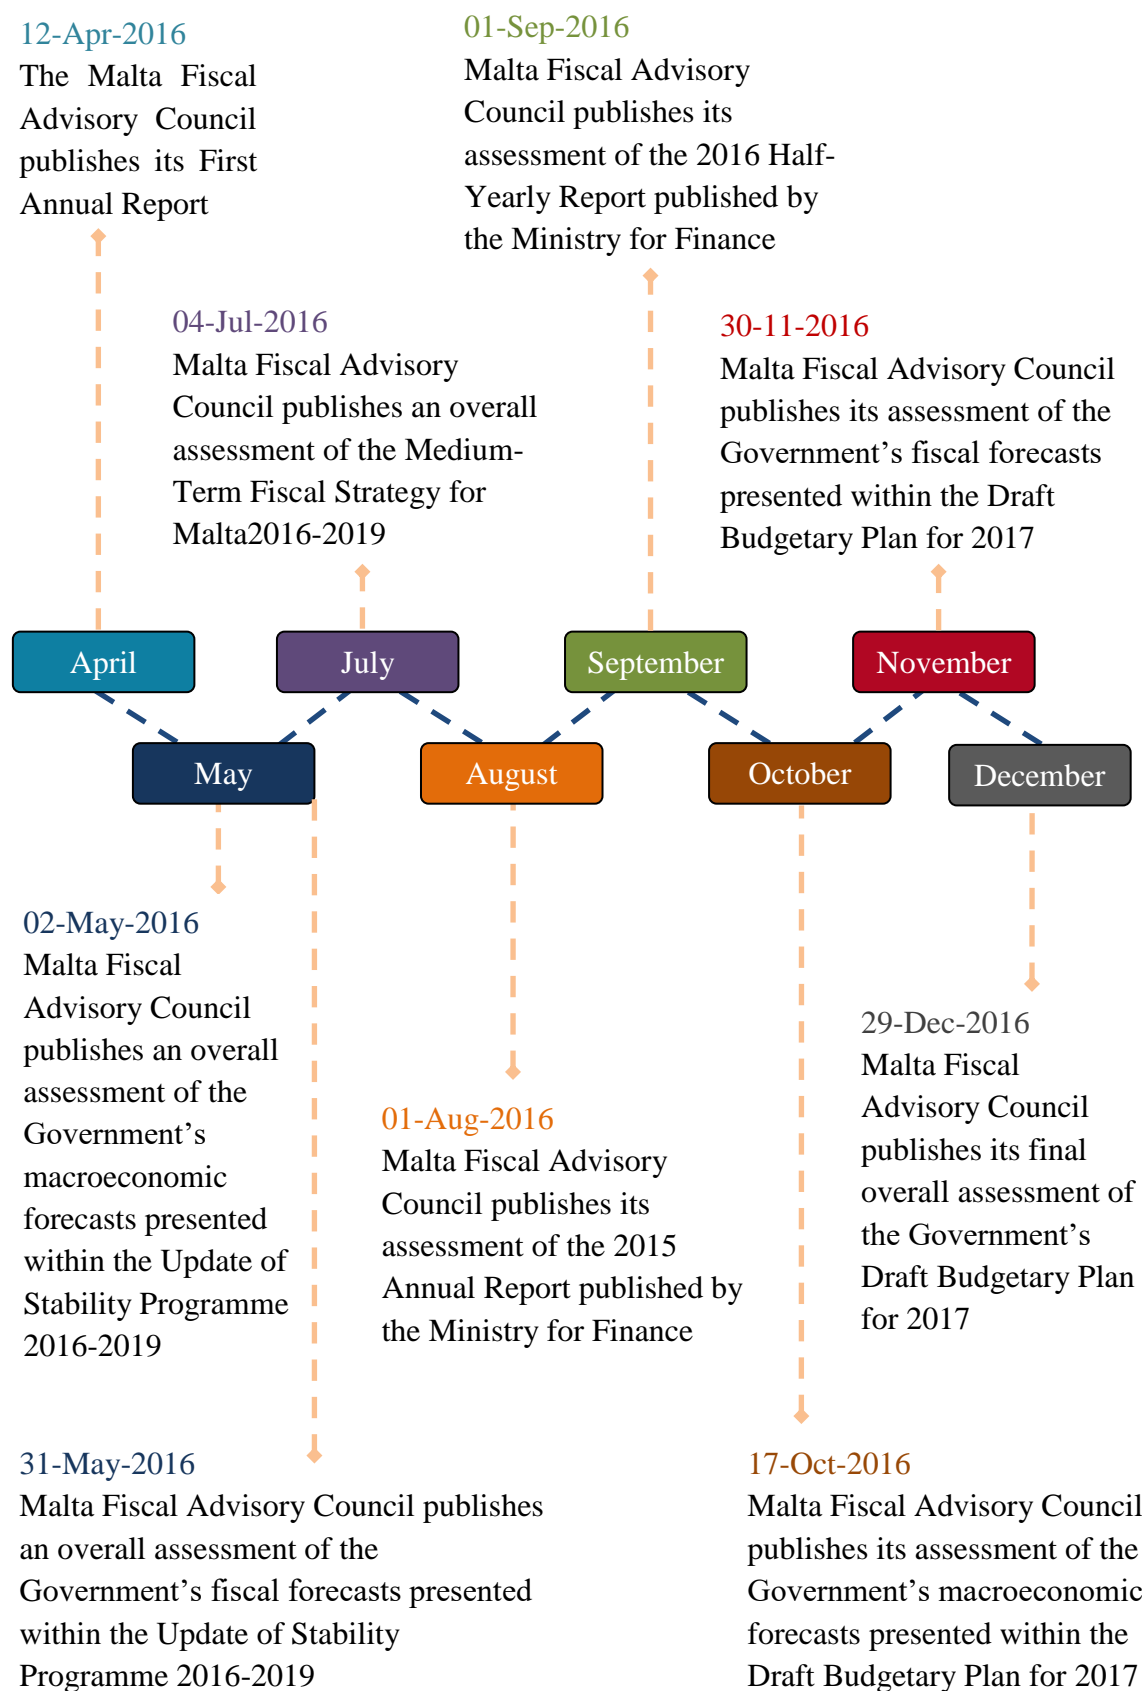 12-Apr-2016
The Malta Fiscal
Advisory Council
publishes its First
Annual Report
01-Sep-2016
Malta Fiscal Advisory
Council publishes its
assessment of the 2016 Half-
Yearly Report published by
the Ministry for Finance
04-Jul-2016
Malta Fiscal Advisory
Council publishes an overall
assessment of the Medium-
Term Fiscal Strategy for
Malta2016-2019
30-11-2016
Malta Fiscal Advisory Council
publishes its assessment of the
Government’s fiscal forecasts
presented within the Draft
Budgetary Plan for 2017
April
July
September
November
May
August
October
December
02-May-2016
Malta Fiscal
Advisory Council
publishes an overall
assessment of the
Government’s
macroeconomic
forecasts presented
within the Update of
Stability Programme
2016-2019
01-Aug-2016
Malta Fiscal Advisory
Council publishes its
assessment of the 2015
Annual Report published by
the Ministry for Finance
29-Dec-2016
Malta Fiscal
Advisory Council
publishes its final
overall assessment of
the Government’s
Draft Budgetary Plan
for 2017
31-May-2016
Malta Fiscal Advisory Council publishes
an overall assessment of the
Government’s fiscal forecasts presented
within the Update of Stability
Programme 2016-2019
17-Oct-2016
Malta Fiscal Advisory Council
publishes its assessment of the
Government’s macroeconomic
forecasts presented within the
Draft Budgetary Plan for 2017